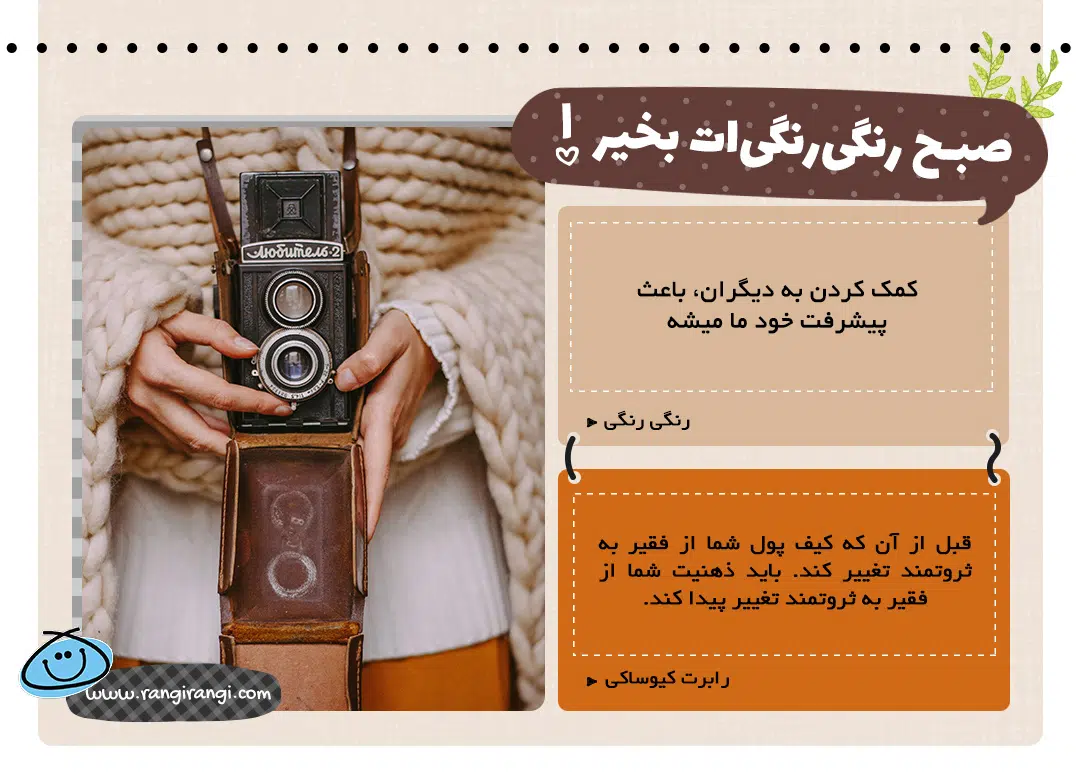 صبح رنگی‌رنگی‌ات بخیر !
کمک کردن به دیگران، باعث
پیشرفت خود ما میشه
رنگی رنگی
قبل از آن که کیف پول شما از فقیر به
ثروتمند تغییر کند. باید ذهنیت شما از
فقیر به ثروتمند تغییر پیدا کند.
رابرت کیوساکی
Любитель-2
www.rangirangi.com